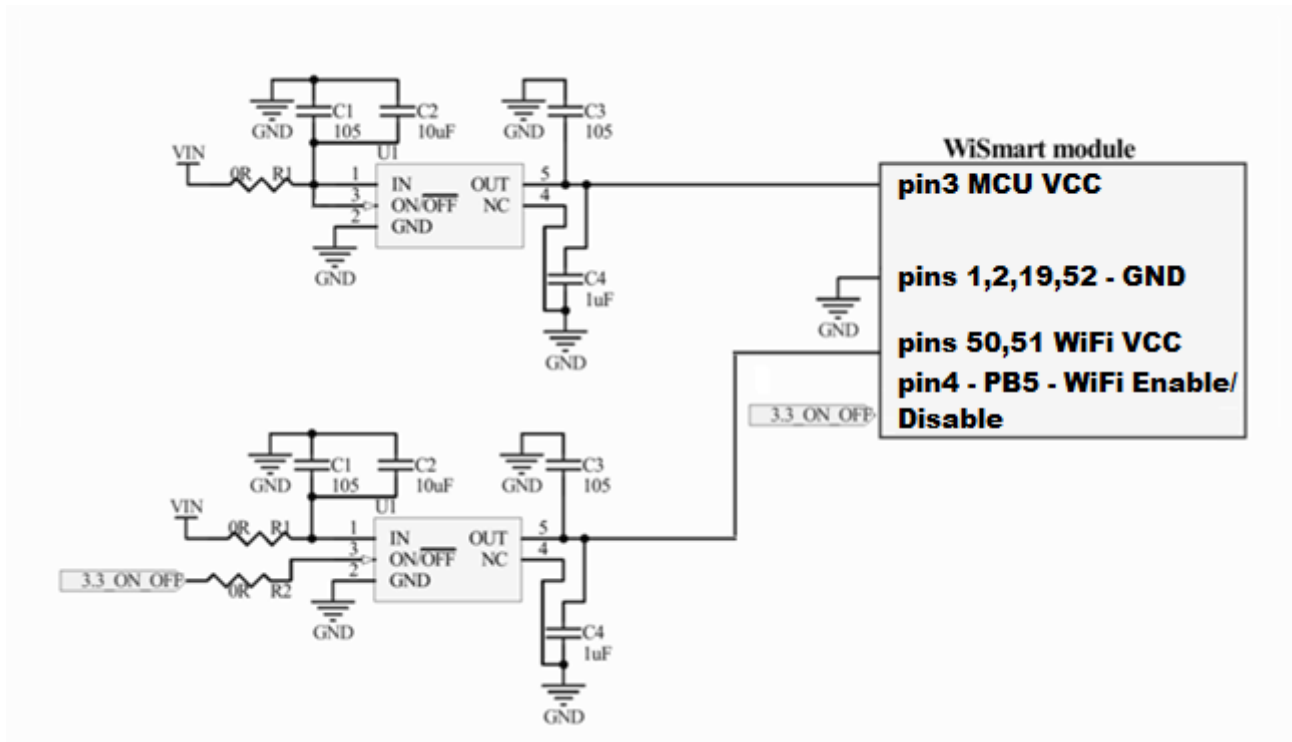 C1
105
C2
10uF
GND
C3
105
GND
VIN
0R R1
U1
1
3
2
IN
ON/OFF
GND
OUT
NC
5
4
GND
C4
1uF
GND
WiSmart module
pin3 MCU VCC
pins 1,2,19,52 - GND
GND
pins 50,51 WiFi VCC
pin4 - PB5 - WiFi Enable/
Disable
3.3_ON_OFF
C1
105
C2
10uF
GND
C3
105
GND
VIN
0R R1
U1
1
3
2
IN
ON/OFF
GND
OUT
NC
5
4
3.3_ON_OFF
0R R2
GND
C4
1uF
GND